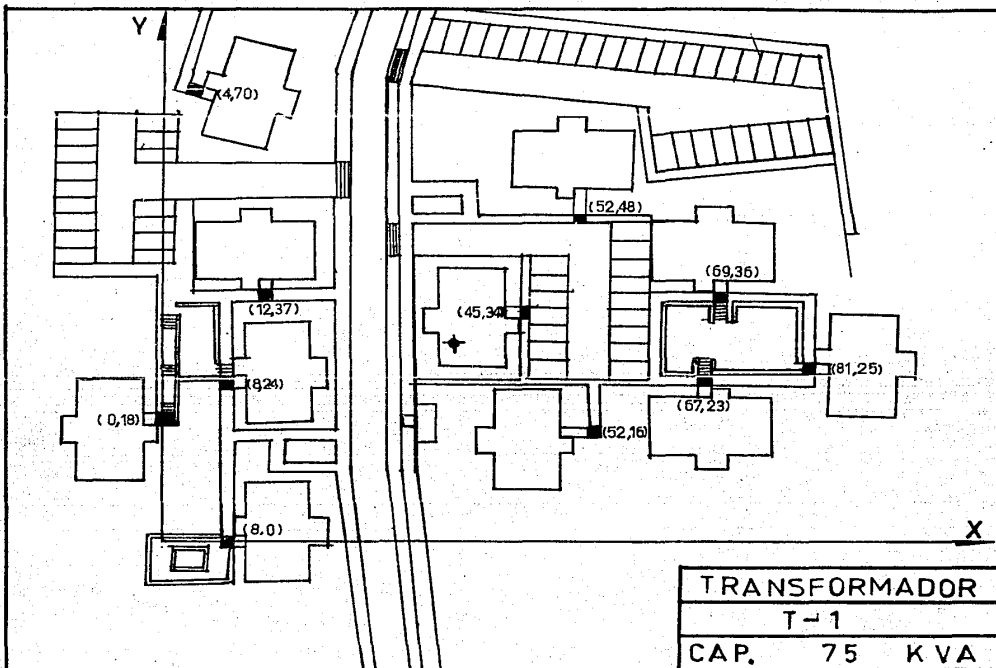 Y
(4,70)
(52,48)
(69,36)
(12,37)
(45,34)
(8,24)
(81,25)
(0,18)
(67,23)
(52,16)
(8,0)
X
TRANSFORMADOR
T-1
CAP. 75 KVA